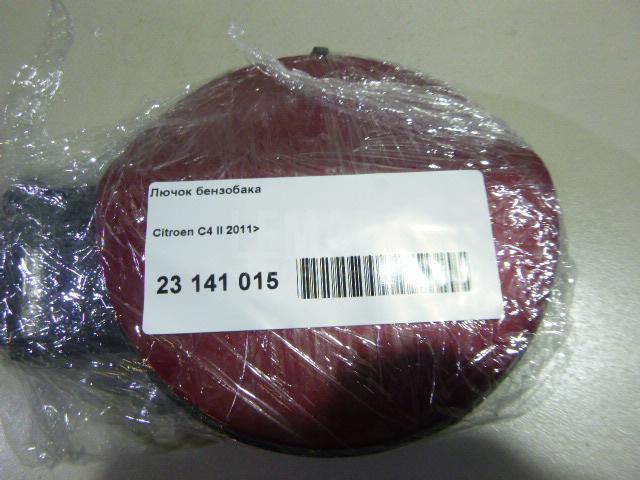 Лючок бензобака
Citroen C4 II 2011>
23 141 015